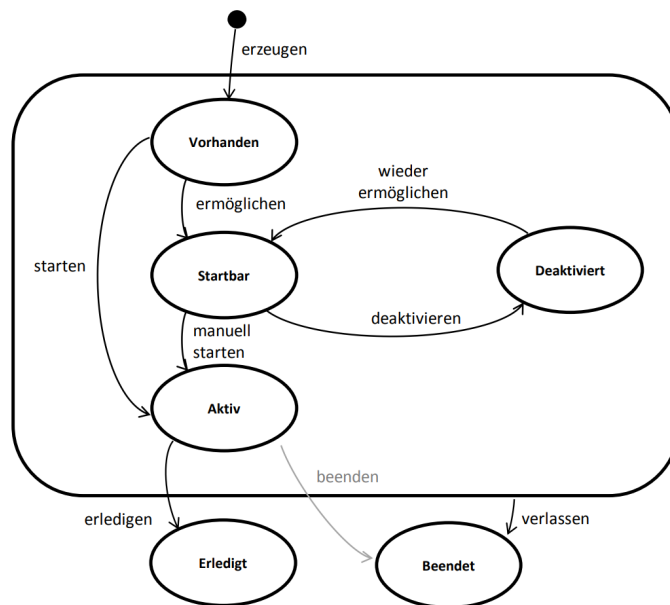 erzeugen
Vorhanden
wieder
ermöglichen
ermöglichen
starten
Startbar
Deaktiviert
deaktivieren
manuell
starten
Aktiv
beenden
erledigen
verlassen
Erledigt
Beendet